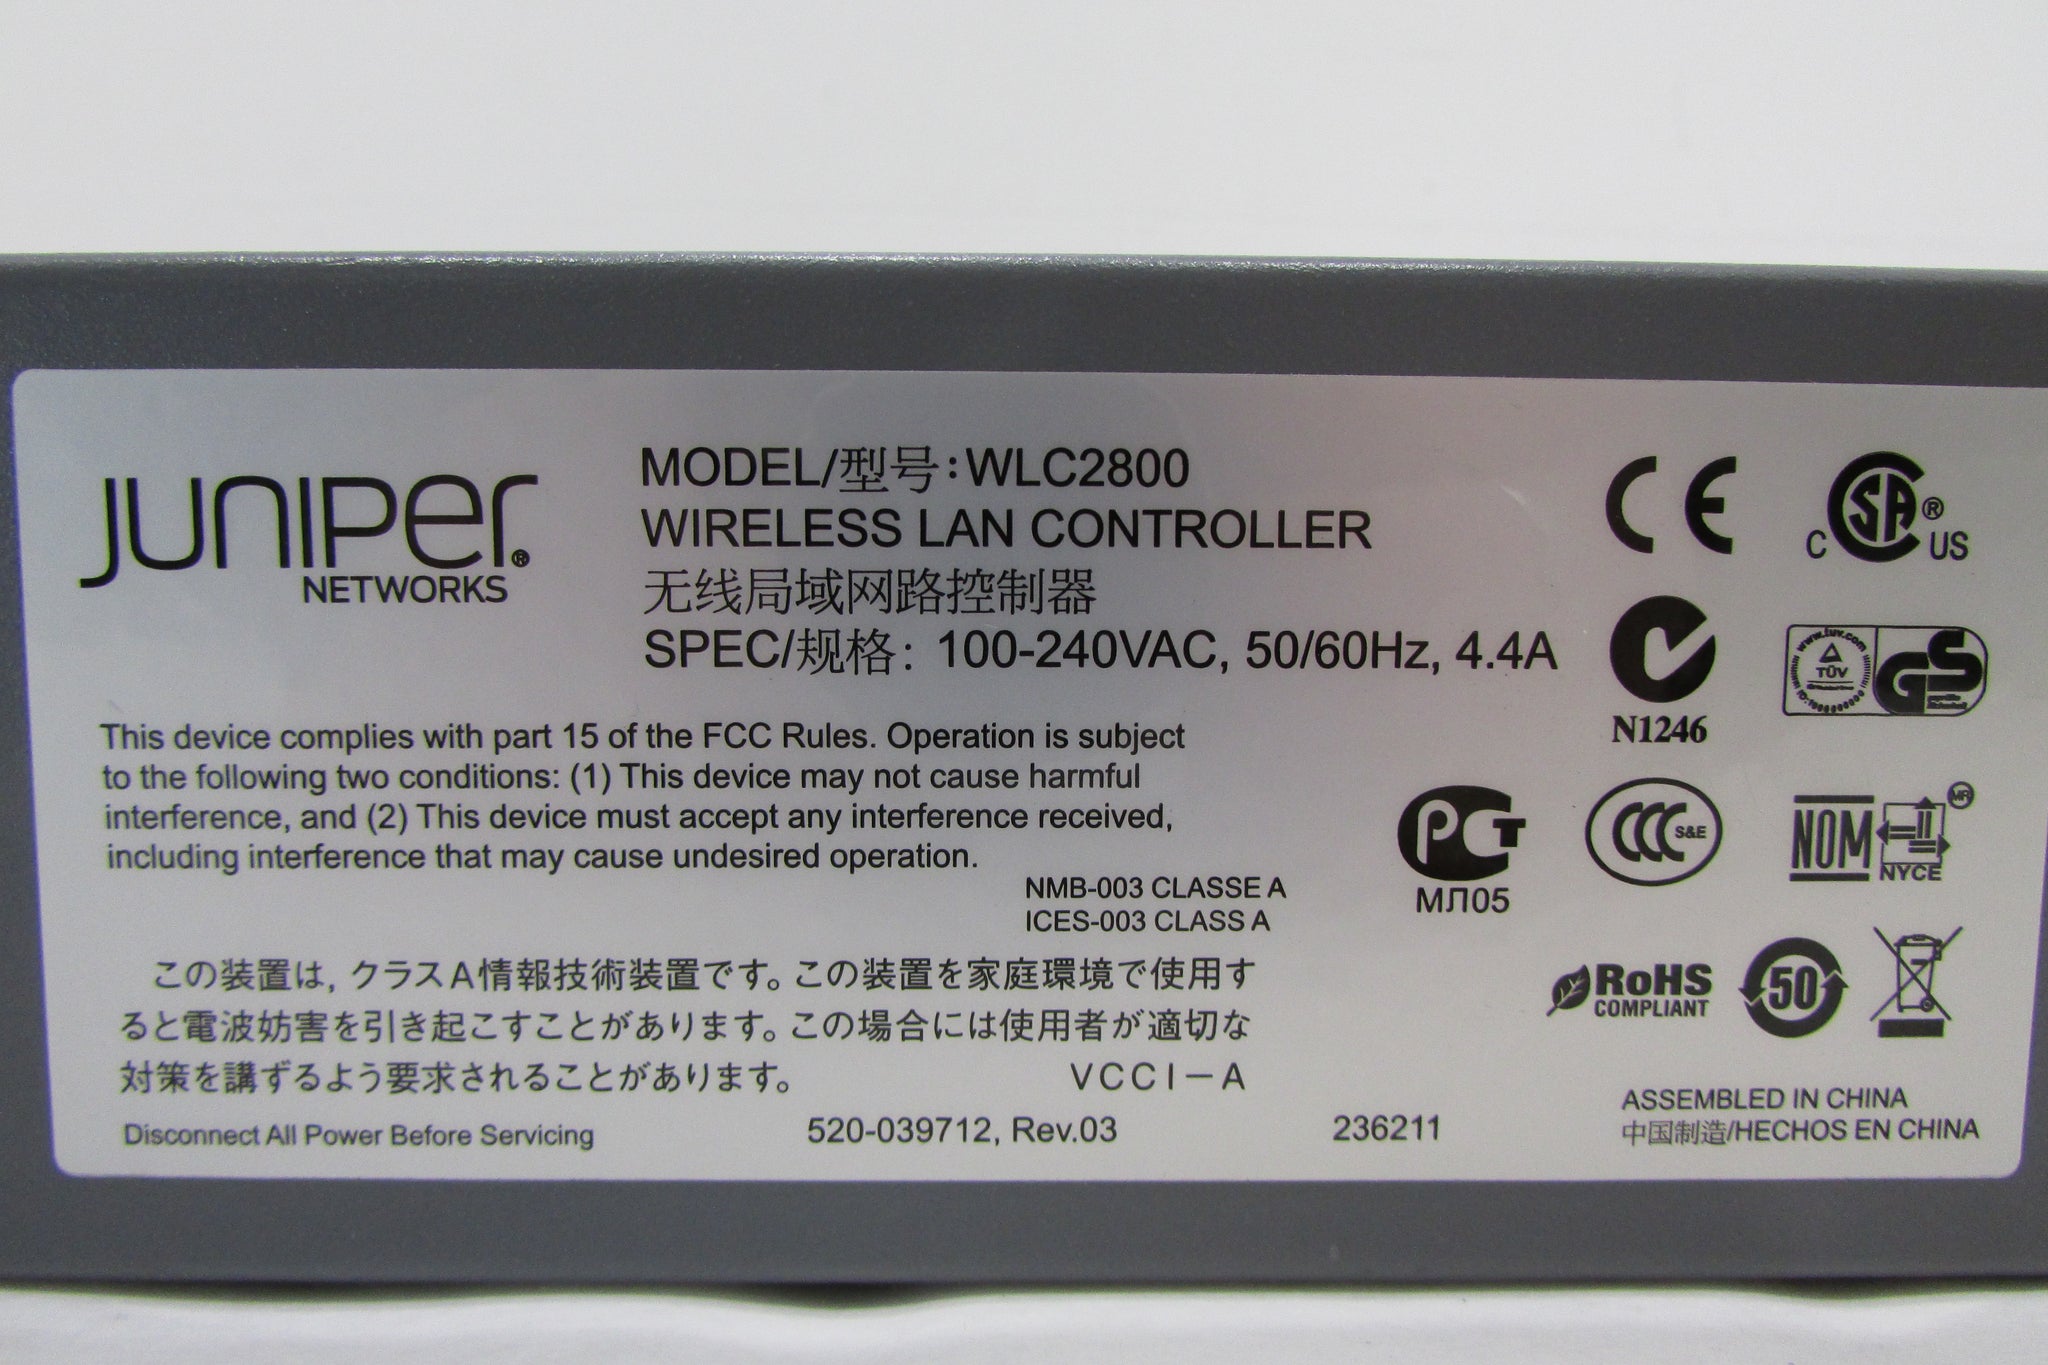 JUNIPER®
NETWORKS
MODEL/型号:WLC2800
WIRELESS LAN CONTROLLER
无线局域网路控制器
SPEC/规格: 100-240VAC, 50/60Hz, 4.4A
This device complies with part 15 of the FCC Rules. Operation is subject
to the following two conditions: (1) This device may not cause harmful
interference, and (2) This device must accept any interference received,
including interference that may cause undesired operation.
NMB-003 CLASSE A
ICES-003 CLASS A
この装置は, クラスA情報技術装置です。この装置を家庭環境で使用す
ると電波妨害を引き起こすことがあります。この場合には使用者が適切な
対策を講ずるよう要求されることがあります。 VCCI-A
Disconnect All Power Before Servicing
520-039712, Rev.03
236211
CE
C SA ® US
N1246
www.tuv.com
TÜV
GS
PCT
МЛ05
CCC S&E
NOM
MR
NYCE
RoHS
COMPLIANT
50
ASSEMBLED IN CHINA
中国制造/HECHOS EN CHINA